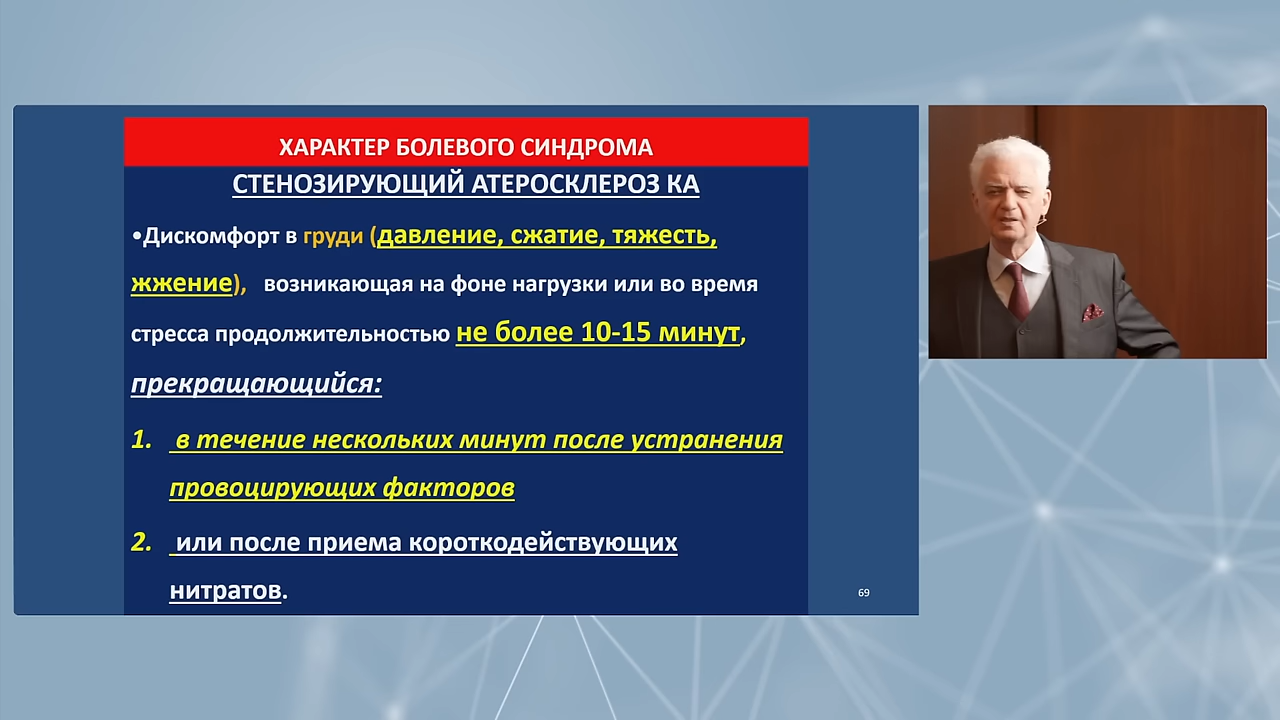 ХАРАКТЕР БОЛЕВОГО СИНДРОМА
СТЕНОЗИРУЮЩИЙ АТЕРОСКЛЕРОЗ КА
•Дискомфорт в груди (давление, сжатие, тяжесть,
жжение), возникающая на фоне нагрузки или во время
стресса продолжительностью не более 10-15 минут,
прекращающийся:
1. в течение нескольких минут после устранения
провоцирующих факторов
2. или после приема короткодействующих
нитратов.
69